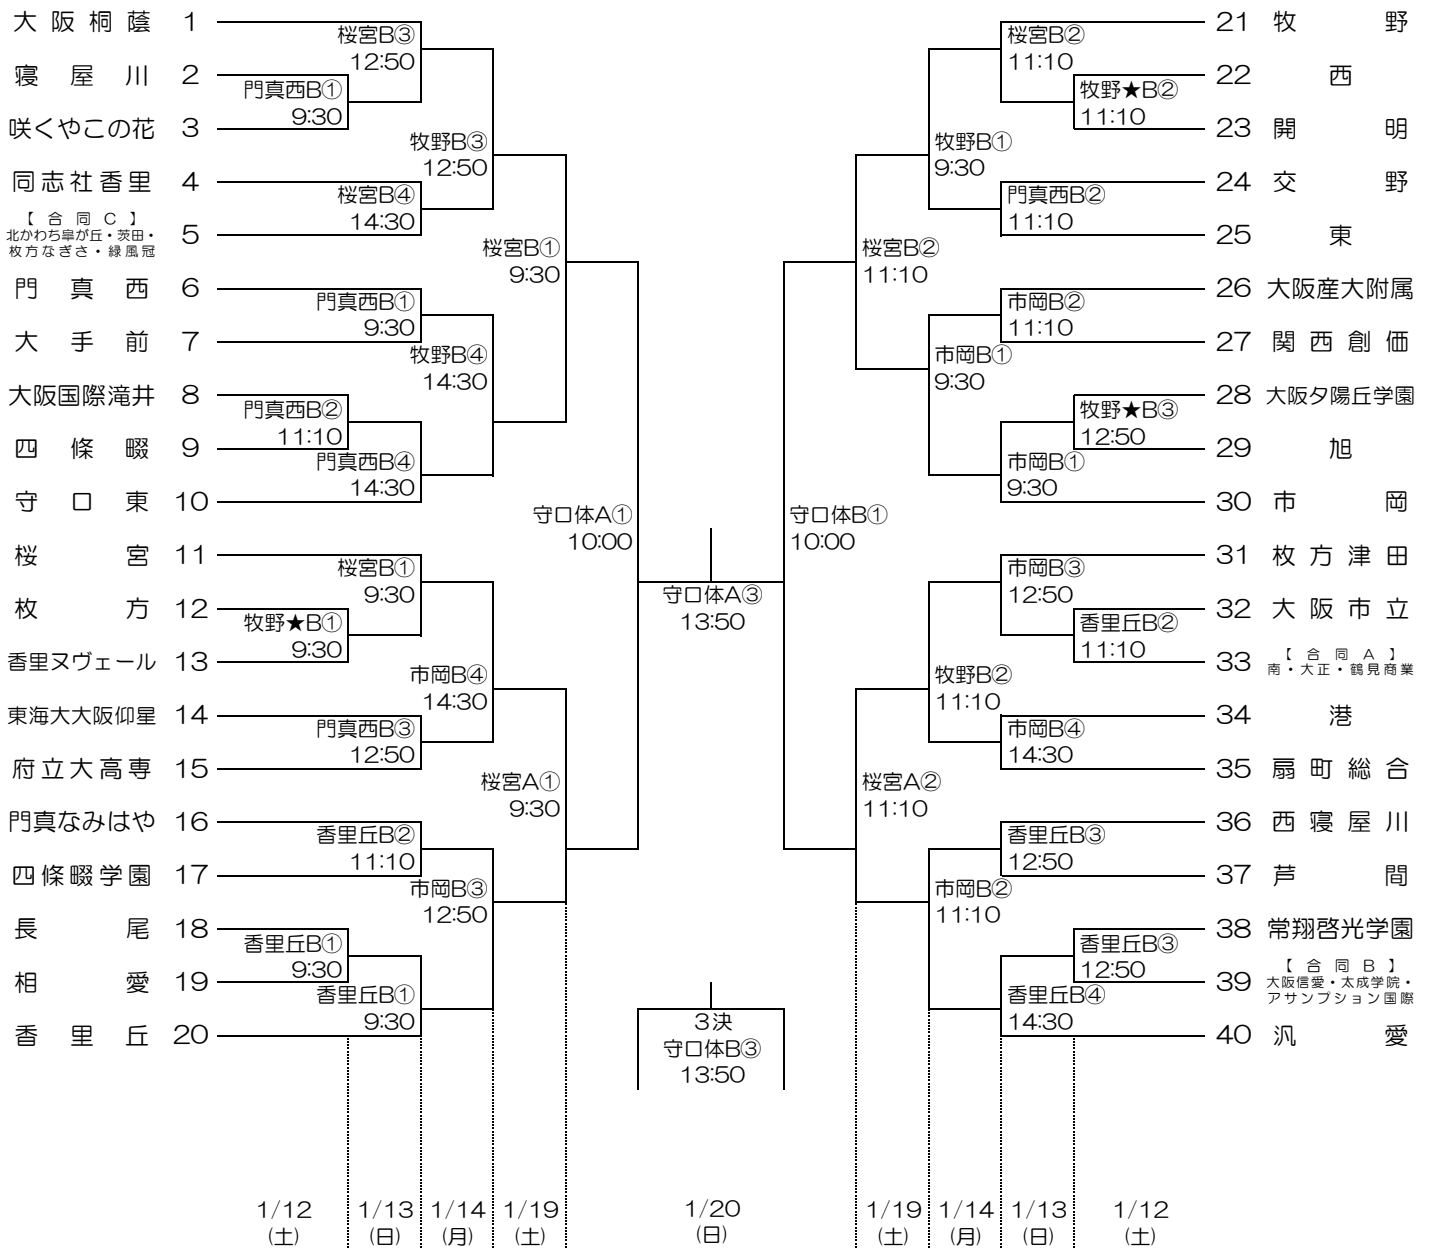 大阪桐蔭 1
桜宮B③
12:50
寝屋川 2
門真西B①
9:30
咲くやこの花 3
牧野B③
12:50
同志社香里 4
桜宮B④
14:30
【合同C】
北かわち皐が丘・茨田・
枚方なぎさ・緑風冠
5
桜宮B①
9:30
門真西 6
門真西B①
9:30
大手前 7
牧野B④
14:30
大阪国際滝井 8
門真西B②
11:10
四條畷 9
門真西B④
14:30
守口東 10
守口体A①
10:00
桜宮 11
桜宮B①
9:30
枚方 12
牧野★B①
9:30
香里ヌヴェール 13
市岡B④
14:30
東海大大阪仰星 14
門真西B③
12:50
府立大高専 15
桜宮A①
9:30
門真なみはや 16
香里丘B②
11:10
四條畷学園 17
市岡B③
12:50
長尾 18
香里丘B①
9:30
相愛 19
香里丘B①
9:30
香里丘 20
守口体A③
13:50
3決
守口体B③
13:50
21 牧野
桜宮B②
11:10
22 西
牧野★B②
11:10
23 開明
牧野B①
9:30
24 交野
門真西B②
11:10
25 東
桜宮B②
11:10
26 大阪産大附属
市岡B②
11:10
27 関西創価
市岡B①
9:30
28 大阪夕陽丘学園
牧野★B③
12:50
29 旭
市岡B①
9:30
30 市岡
守口体B①
10:00
31 枚方津田
市岡B③
12:50
32 大阪市立
香里丘B②
11:10
33
【合同A】
南・大正・鶴見商業
牧野B②
11:10
34 港
市岡B④
14:30
35 扇町総合
桜宮A②
11:10
36 西寝屋川
香里丘B③
12:50
37 芦間
市岡B②
11:10
38 常翔啓光学園
香里丘B③
12:50
39
【合同B】
大阪信愛・太成学院・
アサンプション国際
香里丘B④
14:30
40 汎愛
1/12 1/13 1/14 1/19 1/20 1/19 1/14 1/13 1/12
(土) (日) (月) (土) (日) (土) (月) (日) (土)